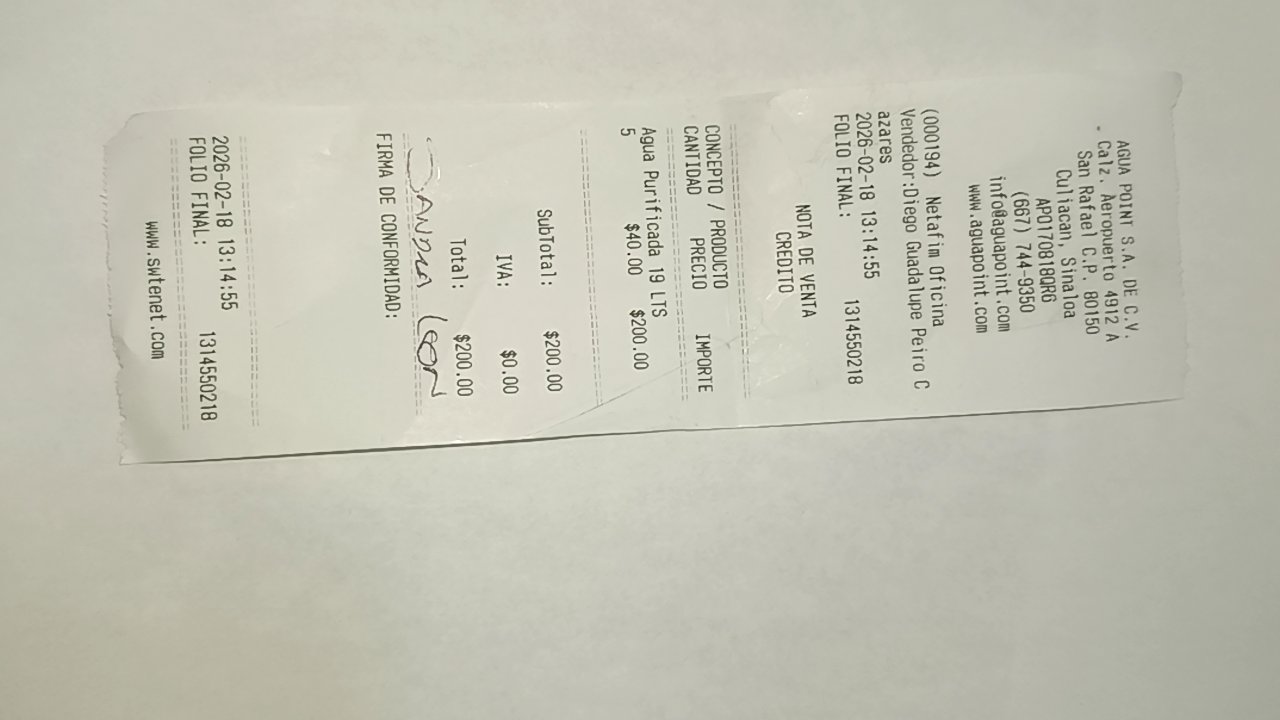 AGUA POINT S.A. DE C.V.
Calz. Aeropuerto 4912 A
San Rafael C.P. 80150
Culiacan, Sinaloa
APO170818QR6
(667) 744-9350
info@aguapoint.com
www.aguapoint.com
(000194) Netafim Oficina
Vendedor:Diego Guadalupe Peiro C
azares
2026-02-18 13:14:55
FOLIO FINAL: 1314550218
NOTA DE VENTA
CREDITO
CONCEPTO / PRODUCTO
CANTIDAD PRECIO IMPORTE
Agua Purificada 19 LTS
5 $40.00 $200.00
SubTotal: $200.00
IVA: $0.00
Total: $200.00
SANDRA LEON
FIRMA DE CONFORMIDAD:
2026-02-18 13:14:55
FOLIO FINAL: 1314550218
www.swtenet.com